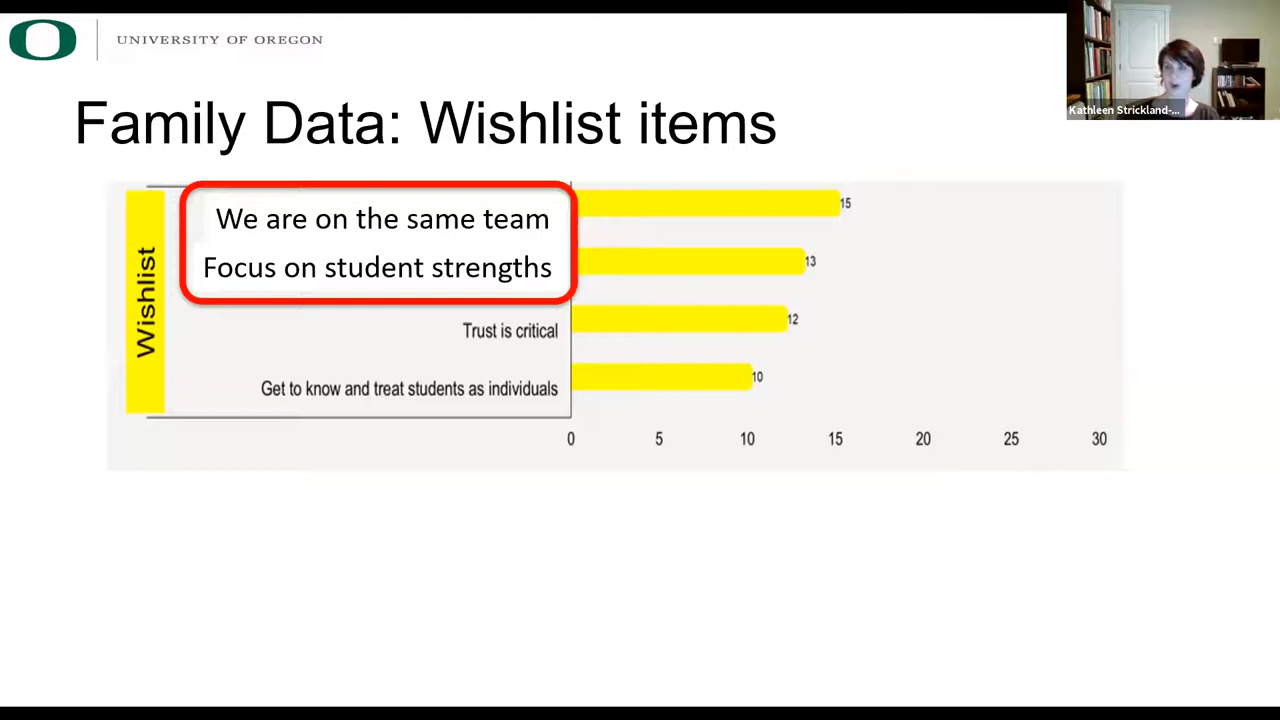 UNIVERSITY OF OREGON
Kathleen Strickland-...
Family Data: Wishlist items
Wishlist
We are on the same team
15
Focus on student strengths
13
Trust is critical
12
Get to know and treat students as individuals
10
0 5 10 15 20 25 30